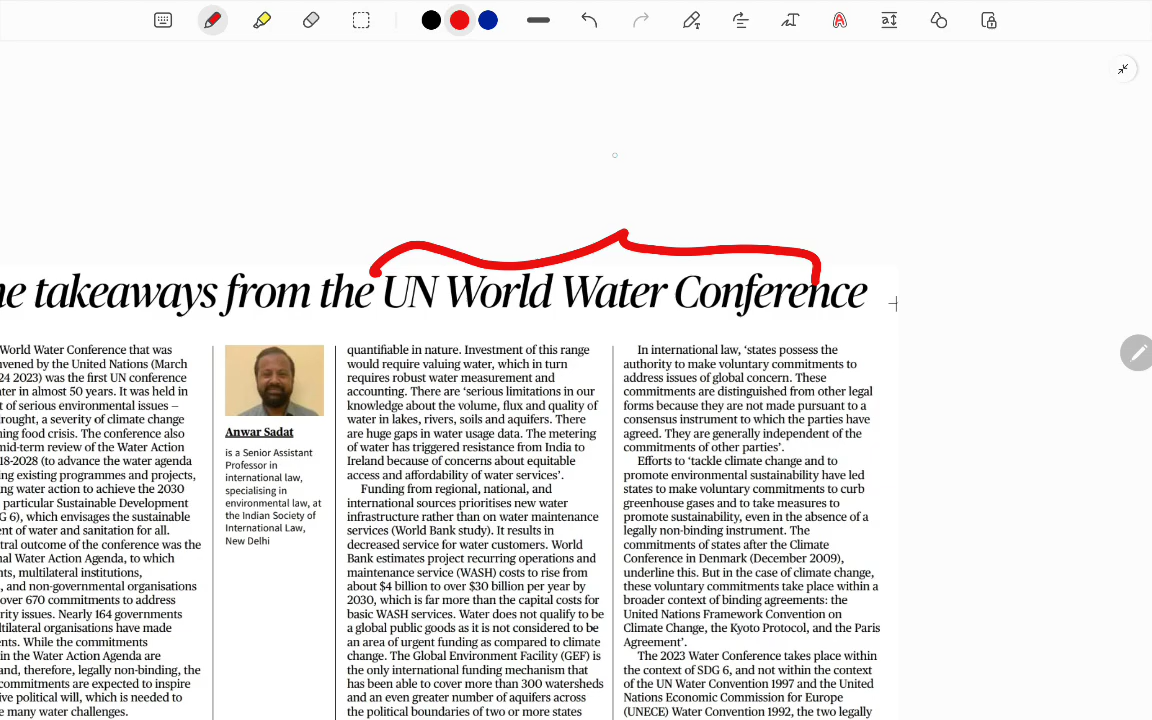 he takeaways from the UN World Water Conference
World Water Conference that was
nvened by the United Nations (March
24 2023) was the first UN conference
ter in almost 50 years. It was held in
t of serious environmental issues —
rought, a severity of climate change
ning food crisis. The conference also
mid-term review of the Water Action
18-2028 (to advance the water agenda
ing existing programmes and projects,
ng water action to achieve the 2030
particular Sustainable Development
G 6), which envisages the sustainable
ent of water and sanitation for all.
tral outcome of the conference was the
nal Water Action Agenda, to which
nts, multilateral institutions,
, and non-governmental organisations
over 670 commitments to address
rity issues. Nearly 164 governments
ltilateral organisations have made
ents. While the commitments
in the Water Action Agenda are
and, therefore, legally non-binding, the
commitments are expected to inspire
ive political will, which is needed to
e many water challenges.
Anwar Sadat
is a Senior Assistant
Professor in
international law,
specialising in
environmental law, at
the Indian Society of
International Law,
New Delhi
quantifiable in nature. Investment of this range
would require valuing water, which in turn
requires robust water measurement and
accounting. There are ‘serious limitations in our
knowledge about the volume, flux and quality of
water in lakes, rivers, soils and aquifers. There
are huge gaps in water usage data. The metering
of water has triggered resistance from India to
Ireland because of concerns about equitable
access and affordability of water services’.
Funding from regional, national, and
international sources prioritises new water
infrastructure rather than on water maintenance
services (World Bank study). It results in
decreased service for water customers. World
Bank estimates project recurring operations and
maintenance service (WASH) costs to rise from
about $4 billion to over $30 billion per year by
2030, which is far more than the capital costs for
basic WASH services. Water does not qualify to be
a global public goods as it is not considered to be
an area of urgent funding as compared to climate
change. The Global Environment Facility (GEF) is
the only international funding mechanism that
has been able to cover more than 300 watersheds
and an even greater number of aquifers across
the political boundaries of two or more states
In international law, ‘states possess the
authority to make voluntary commitments to
address issues of global concern. These
commitments are distinguished from other legal
forms because they are not made pursuant to a
consensus instrument to which the parties have
agreed. They are generally independent of the
commitments of other parties’.
Efforts to ‘tackle climate change and to
promote environmental sustainability have led
states to make voluntary commitments to curb
greenhouse gases and to take measures to
promote sustainability, even in the absence of a
legally non-binding instrument. The
commitments of states after the Climate
Conference in Denmark (December 2009),
underline this. But in the case of climate change,
these voluntary commitments take place within a
broader context of binding agreements: the
United Nations Framework Convention on
Climate Change, the Kyoto Protocol, and the Paris
Agreement’.
The 2023 Water Conference takes place within
the context of SDG 6, and not within the context
of the UN Water Convention 1997 and the United
Nations Economic Commission for Europe
(UNECE) Water Convention 1992, the two legally